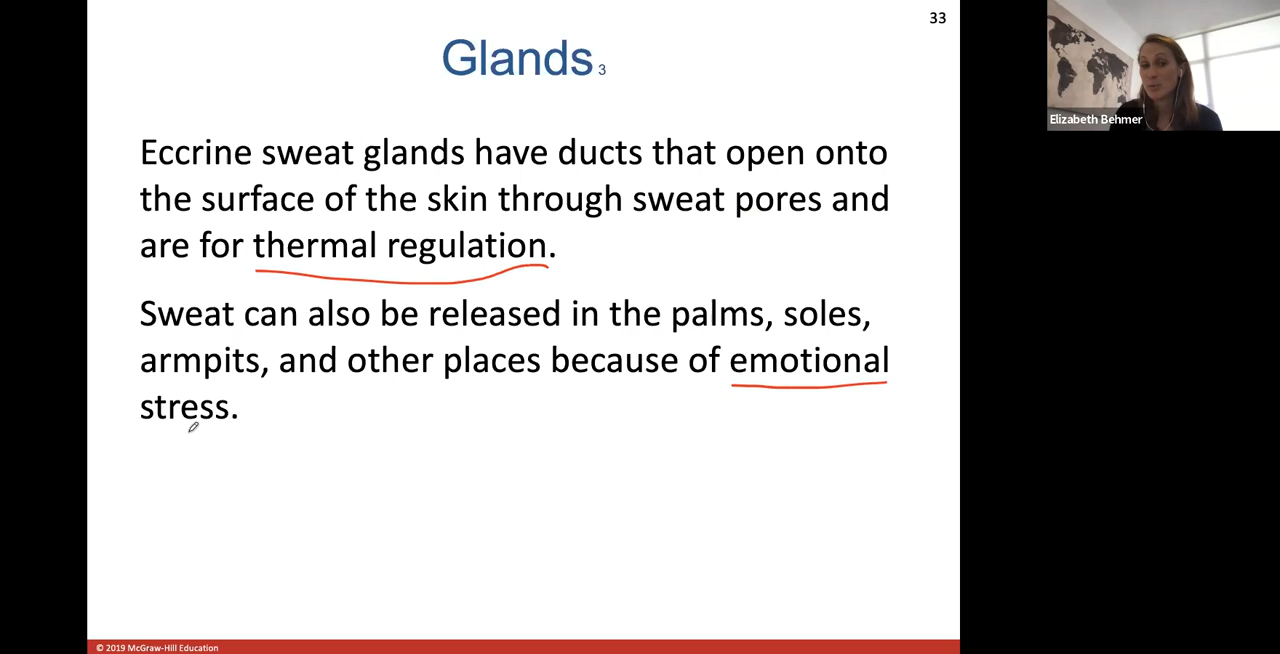 33
Glands 3
Elizabeth Behmer
Eccrine sweat glands have ducts that open onto
the surface of the skin through sweat pores and
are for thermal regulation.
Sweat can also be released in the palms, soles,
armpits, and other places because of emotional
stress.
© 2019 McGraw-Hill Education